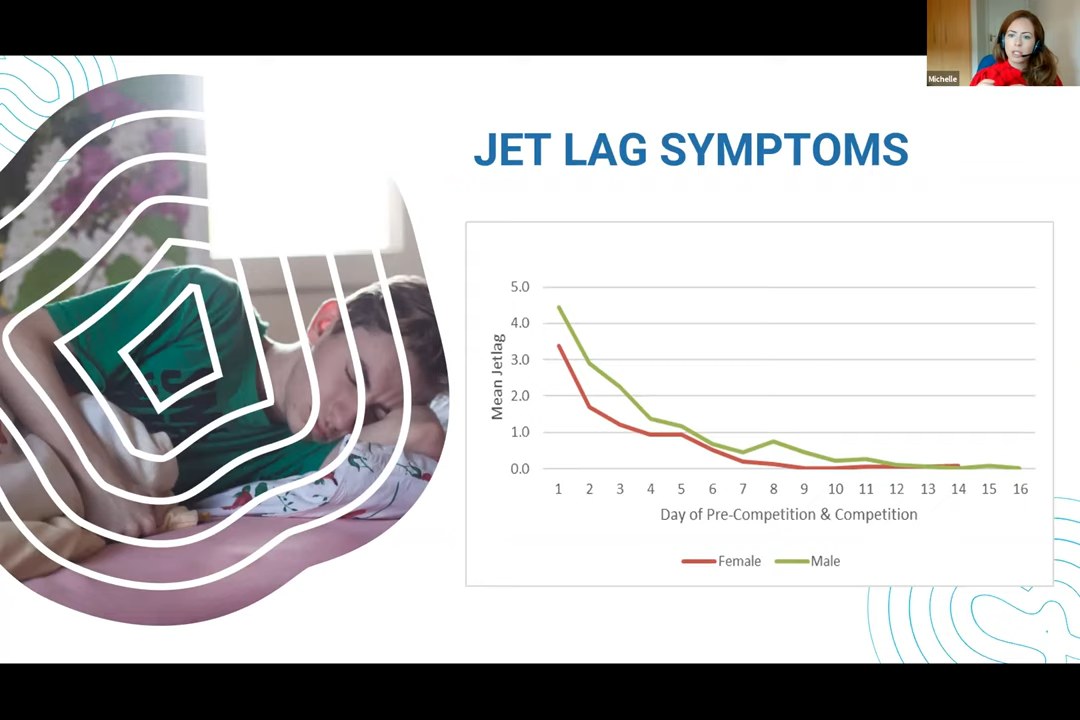 Michelle
JET LAG SYMPTOMS
5.0
4.0
3.0
2.0
1.0
0.0
Mean Jetlag
1 2 3 4 5 6 7 8 9 10 11 12 13 14 15 16
Day of Pre-Competition & Competition
Female Male